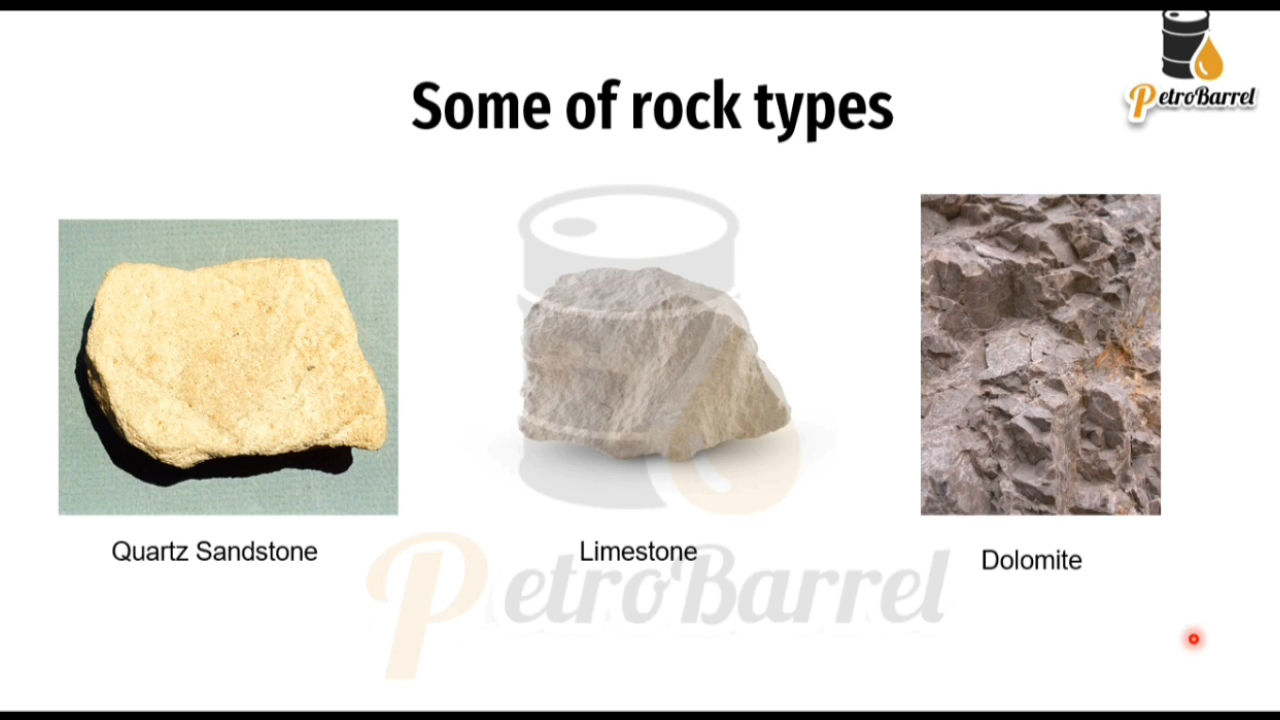 PetroBarrel
Some of rock types
Quartz Sandstone
Limestone
Dolomite
PetroBarrel